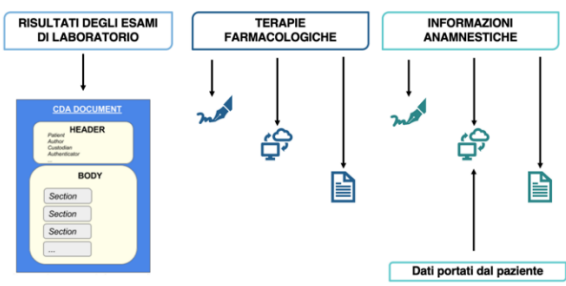 RISULTATI DEGLI ESAMI
DI LABORATORIO
TERAPIE
FARMACOLOGICHE
INFORMAZIONI
ANAMNESTICHE
CDA DOCUMENT
HEADER
Patient
Author
Custodian
Authenticator
...
BODY
Section
Section
Section
...
Dati portati dal paziente